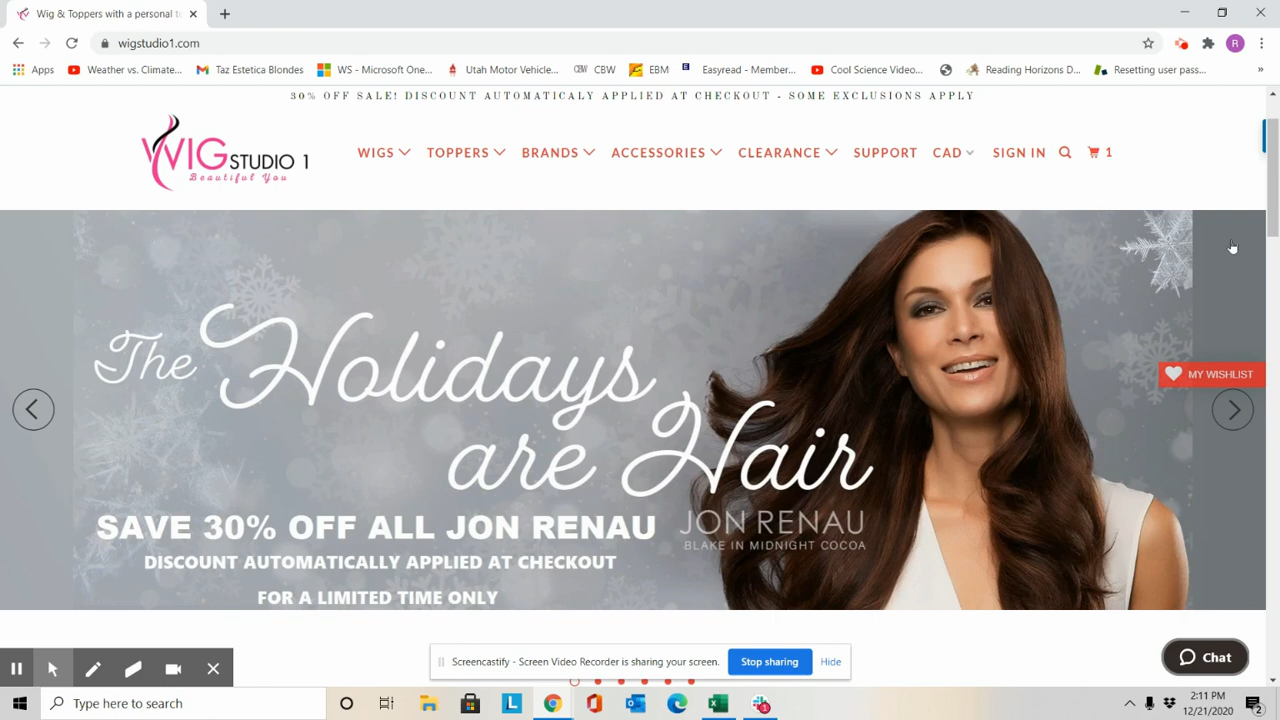 Wig & Toppers with a personal t
wigstudio1.com
Apps
Weather vs. Climate...
Taz Estetica Blondes
WS - Microsoft One...
Utah Motor Vehicle...
CBW
EBM
Easyread - Member...
Cool Science Video...
Reading Horizons D...
Resetting user pass...
»
30% OFF SALE! DISCOUNT AUTOMATICALY APPLIED AT CHECKOUT - SOME EXCLUSIONS APPLY
WIG STUDIO 1
Beautiful You
WIGS
TOPPERS
BRANDS
ACCESSORIES
CLEARANCE
SUPPORT
CAD
SIGN IN
1
The Holidays
are Hair
MY WISHLIST
SAVE 30% OFF ALL JON RENAU
DISCOUNT AUTOMATICALLY APPLIED AT CHECKOUT
FOR A LIMITED TIME ONLY
JON RENAU
BLAKE IN MIDNIGHT COCOA
Screencastify - Screen Video Recorder is sharing your screen.
Stop sharing
Hide
Chat
Type here to search
2:11 PM
12/21/2020
2